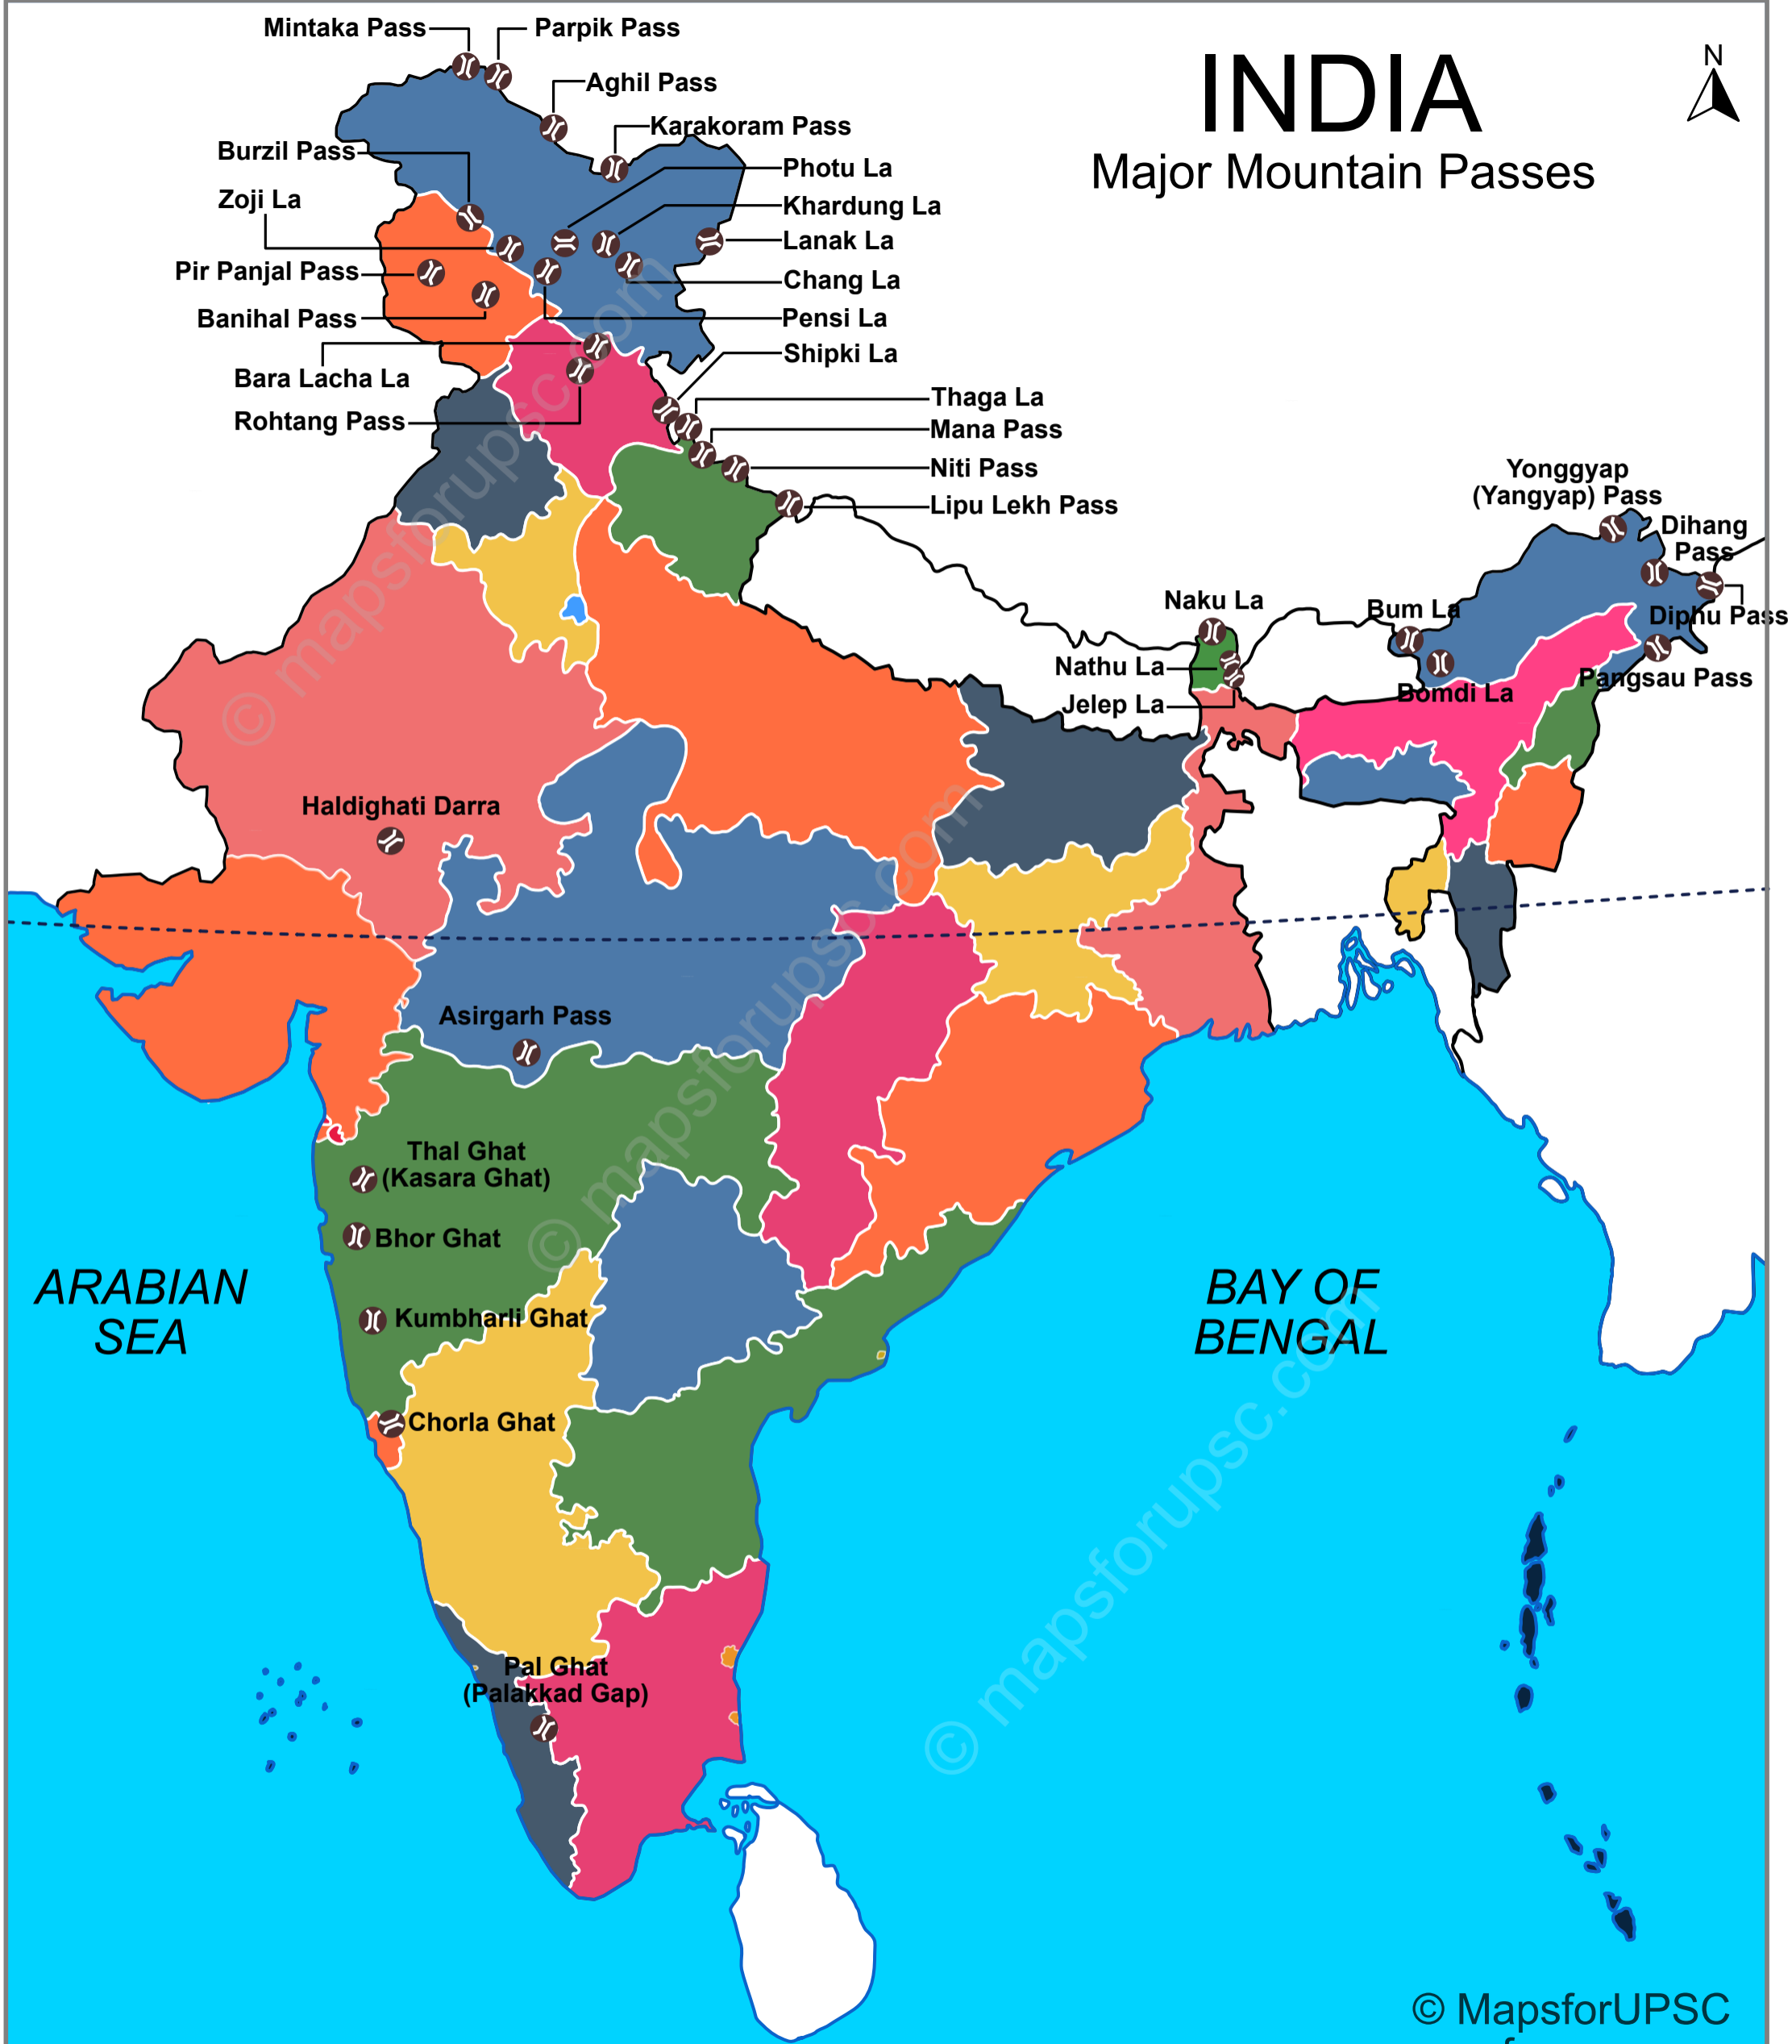 INDIA
Major Mountain Passes
N
Mintaka Pass
Parpik Pass
Aghil Pass
Karakoram Pass
Burzil Pass
Photu La
Zoji La
Khardung La
Lanak La
Pir Panjal Pass
Chang La
Banihal Pass
Pensi La
Shipki La
Bara Lacha La
Thaga La
Rohtang Pass
Mana Pass
Niti Pass
Lipu Lekh Pass
Yonggyap
(Yangyap) Pass
Dihang
Pass
Naku La
Bum La
Diphu Pass
Nathu La
Pangsau Pass
Bomdi La
Jelep La
Haldighati Darra
Asirgarh Pass
Thal Ghat
(Kasara Ghat)
Bhor Ghat
Kumbharli Ghat
Chorla Ghat
Pal Ghat
(Palakkad Gap)
ARABIAN
SEA
BAY OF
BENGAL
© mapsforupsc.com
© mapsforupsc.com
© mapsforupsc.com
© MapsforUPSC